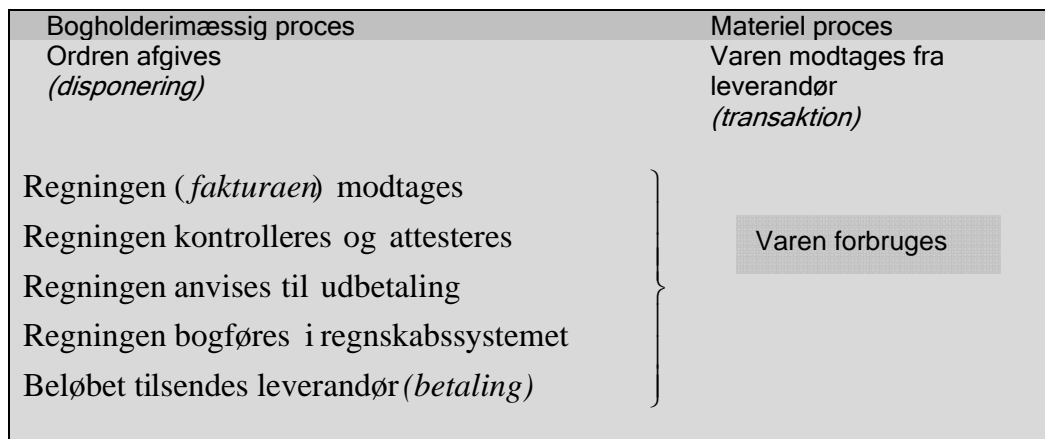 Bogholderimæssig proces
Materiel proces
Ordren afgives
(disponering)
Varen modtages fra
leverandør
(transaktion)
Regningen (fakturaen) modtages
Regningen kontrolleres og attesteres
Regningen anvises til udbetaling
Regningen bogføres i regnskabssystemet
Beløbet tilsendes leverandør (betaling)
Varen forbruges